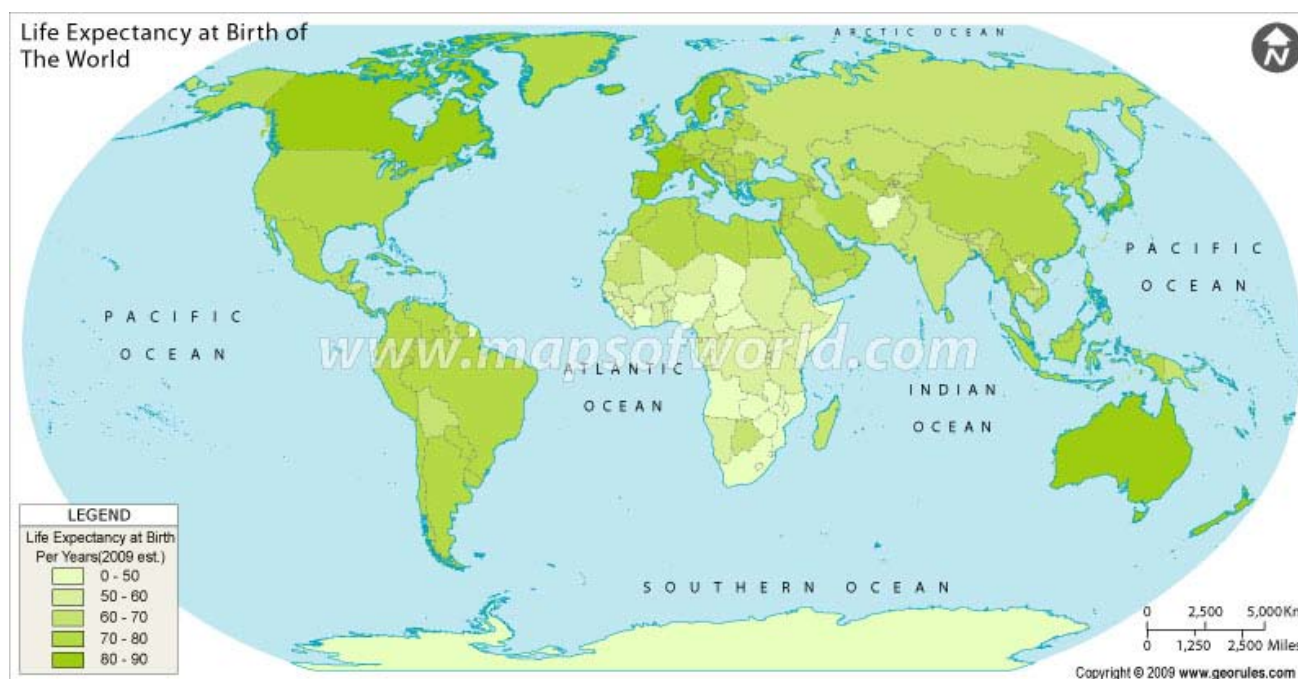 Life Expectancy at Birth of
The World
ARCTIC OCEAN
N
PACIFIC
OCEAN
PACIFIC
OCEAN
www.mapsofworld.com
ATLANTIC
OCEAN
INDIAN
OCEAN
SOUTHERN OCEAN
LEGEND
Life Expectancy at Birth
Per Years(2009 est.)
0 - 50
50 - 60
60 - 70
70 - 80
80 - 90
0 2,500 5,000Km
0 1,250 2,500 Miles
Copyright © 2009 www.georules.com